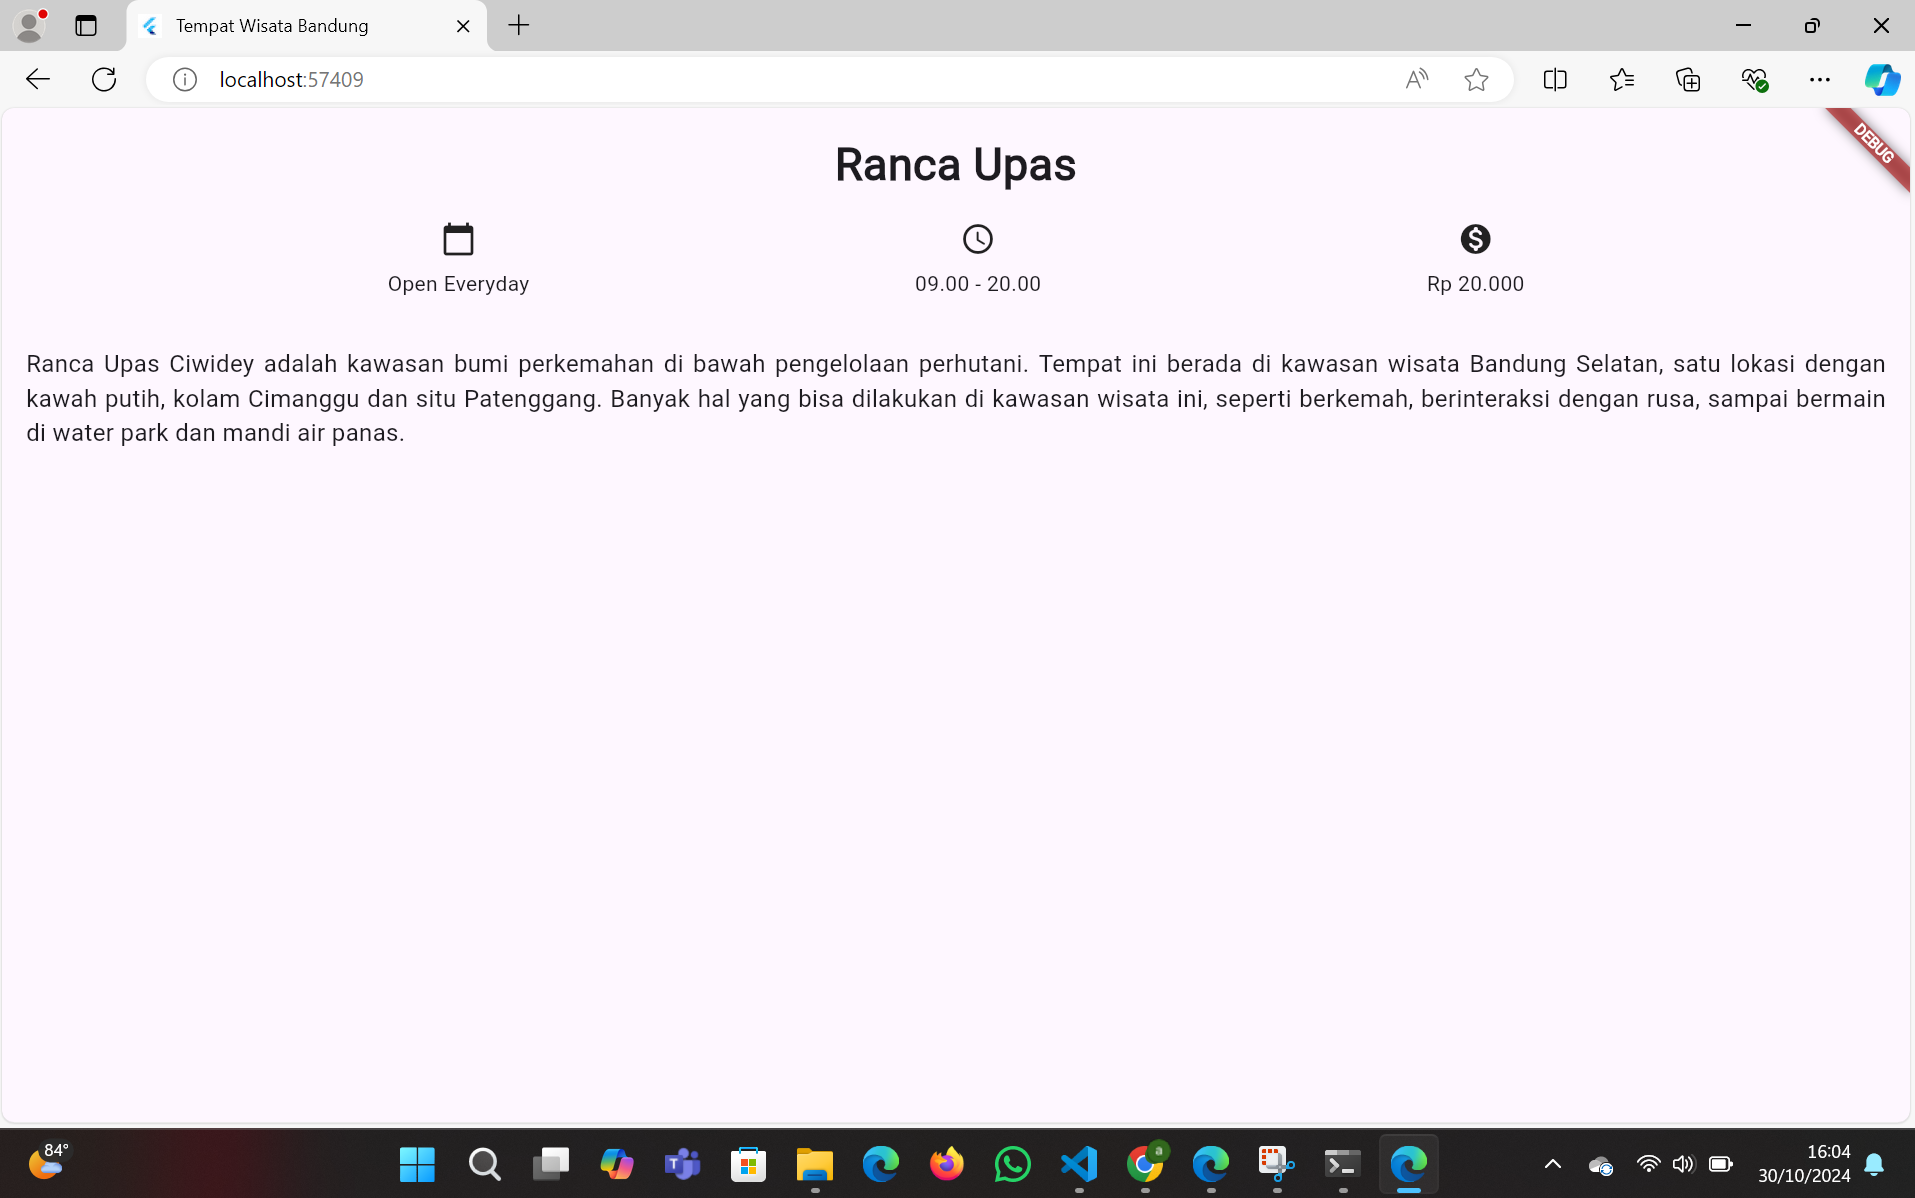 Tempat Wisata Bandung
localhost:57409
DEBUG
Ranca Upas
Open Everyday
09.00 - 20.00
Rp 20.000
Ranca Upas Ciwidey adalah kawasan bumi perkemahan di bawah pengelolaan perhutani. Tempat ini berada di kawasan wisata Bandung Selatan, satu lokasi dengan
kawah putih, kolam Cimanggu dan situ Patenggang. Banyak hal yang bisa dilakukan di kawasan wisata ini, seperti berkemah, berinteraksi dengan rusa, sampai bermain
di water park dan mandi air panas.
84°
a
16:04
30/10/2024